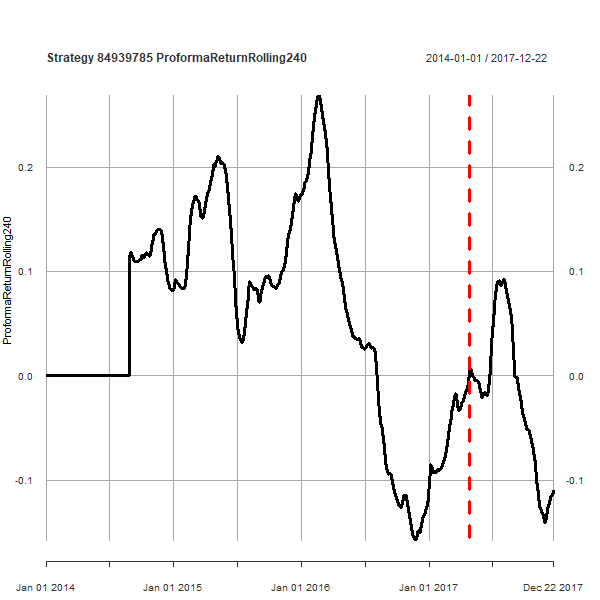 Strategy 84939785 ProformaReturnRolling240
2014-01-01 / 2017-12-22
ProformaReturnRolling240
0.2 0.2
0.1 0.1
0.0 0.0
-0.1 -0.1
Jan 01 2014 Jan 01 2015 Jan 01 2016 Jan 01 2017 Dec 22 2017